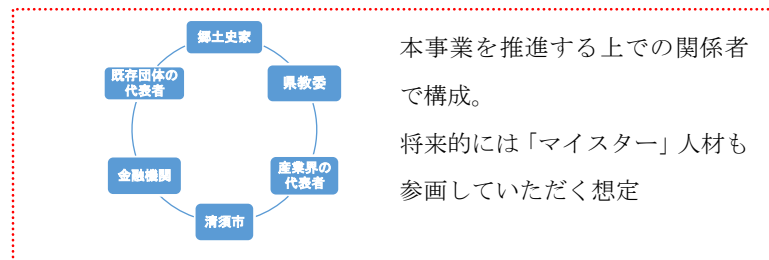 郷土史家
県教委
産業界の
代表者
清須市
金融機関
既存団体の
代表者
本事業を推進する上での関係者
で構成。
将来的には「マイスター」人材も
参画していただく想定